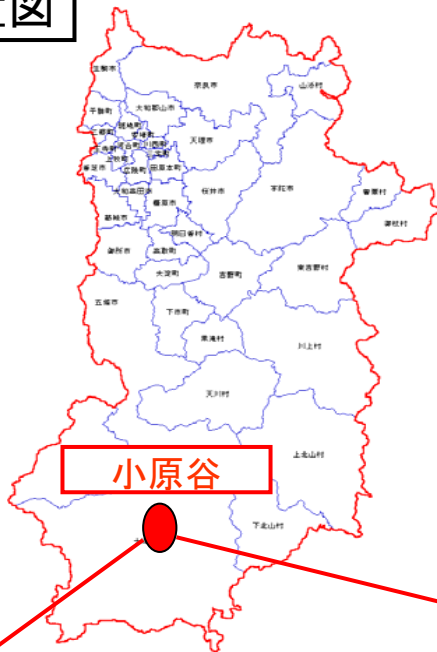 置図
生駒市
奈良市
山添村
平群町
大和郡山市
三郷町
斑鳩町
安堵町
川西町
天理市
三宅町
王寺町
河合町
上牧町
広陵町
田原本町
香芝市
大和高田市
橿原市
桜井市
宇陀市
曽爾村
御杖村
葛城市
明日香村
御所市
高取町
大淀町
吉野町
東吉野村
五條市
下市町
黒滝村
川上村
天川村
上北山村
小原谷
下北山村